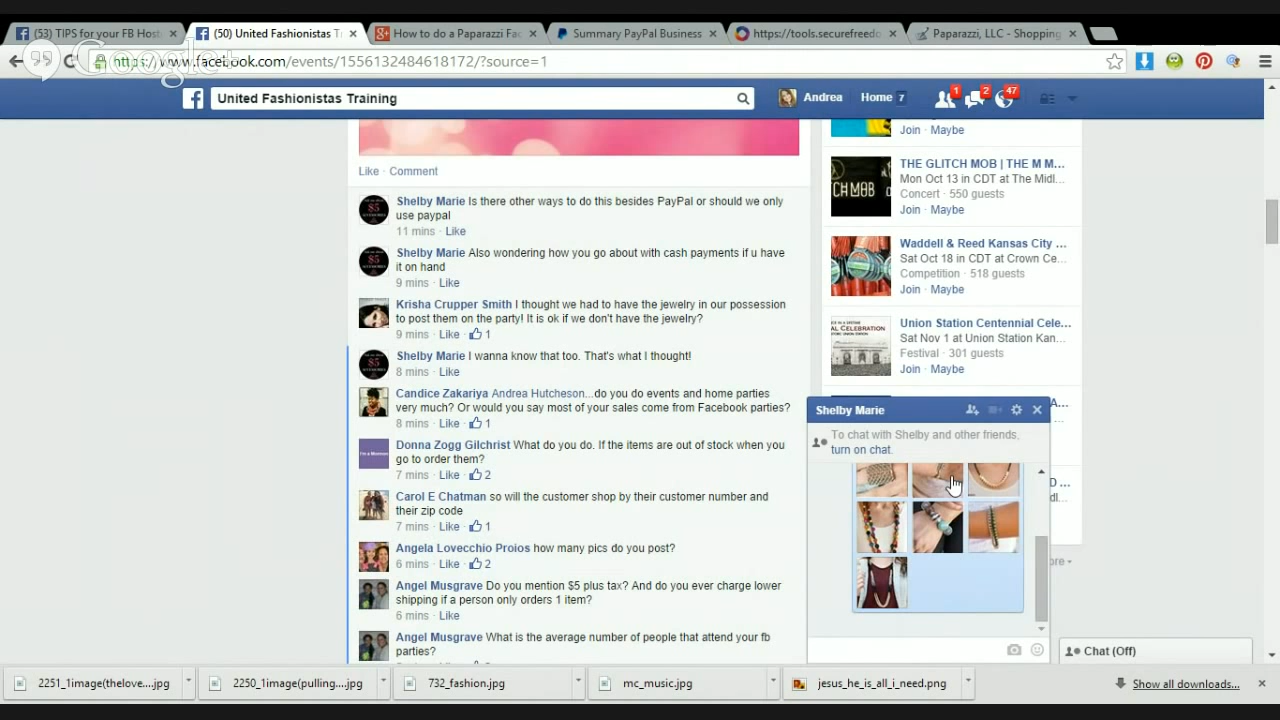 (53) TIPS for your FB Host
(50) United Fashionistas T
How to do a Paparazzi Fac
Summary PayPal Business
https://tools.securefreedo
Paparazzi, LLC - Shopping
Google+
https://www.facebook.com/events/1556132484618172/?source=1
United Fashionistas Training
Andrea
Home 7
1
2
47
Like · Comment
Shelby Marie Is there other ways to do this besides PayPal or should we only
use paypal
11 mins · Like
Shelby Marie Also wondering how you go about with cash payments if u have
it on hand
9 mins · Like
Krisha Crupper Smith I thought we had to have the jewelry in our possession
to post them on the party! It is ok if we don't have the jewelry?
9 mins · Like · 1
Shelby Marie I wanna know that too. That's what I thought!
8 mins · Like
Candice Zakariya Andrea Hutcheson...do you do events and home parties
very much? Or would you say most of your sales come from Facebook parties?
8 mins · Like · 1
Donna Zogg Gilchrist What do you do. If the items are out of stock when you
go to order them?
7 mins · Like · 2
Carol E Chatman so will the customer shop by their customer number and
their zip code
7 mins · Like · 1
Angela Lovecchio Proios how many pics do you post?
6 mins · Like · 2
Angel Musgrave Do you mention $5 plus tax? And do you ever charge lower
shipping if a person only orders 1 item?
6 mins · Like
Angel Musgrave What is the average number of people that attend your fb
parties?
Join · Maybe
THE GLITCH MOB | THE M M...
Mon Oct 13 in CDT at The Midl...
Concert · 550 guests
Join · Maybe
Waddell & Reed Kansas City ...
Sat Oct 18 in CDT at Crown Ce...
Competition · 518 guests
Join · Maybe
Union Station Centennial Cele...
Sat Nov 1 at Union Station Kan...
Festival · 301 guests
Join · Maybe
Shelby Marie
To chat with Shelby and other friends,
turn on chat.
Chat (Off)
2251_1image(thelove....jpg
2250_1image(pulling....jpg
732_fashion.jpg
mc_music.jpg
jesus_he_is_all_i_need.png
Show all downloads...